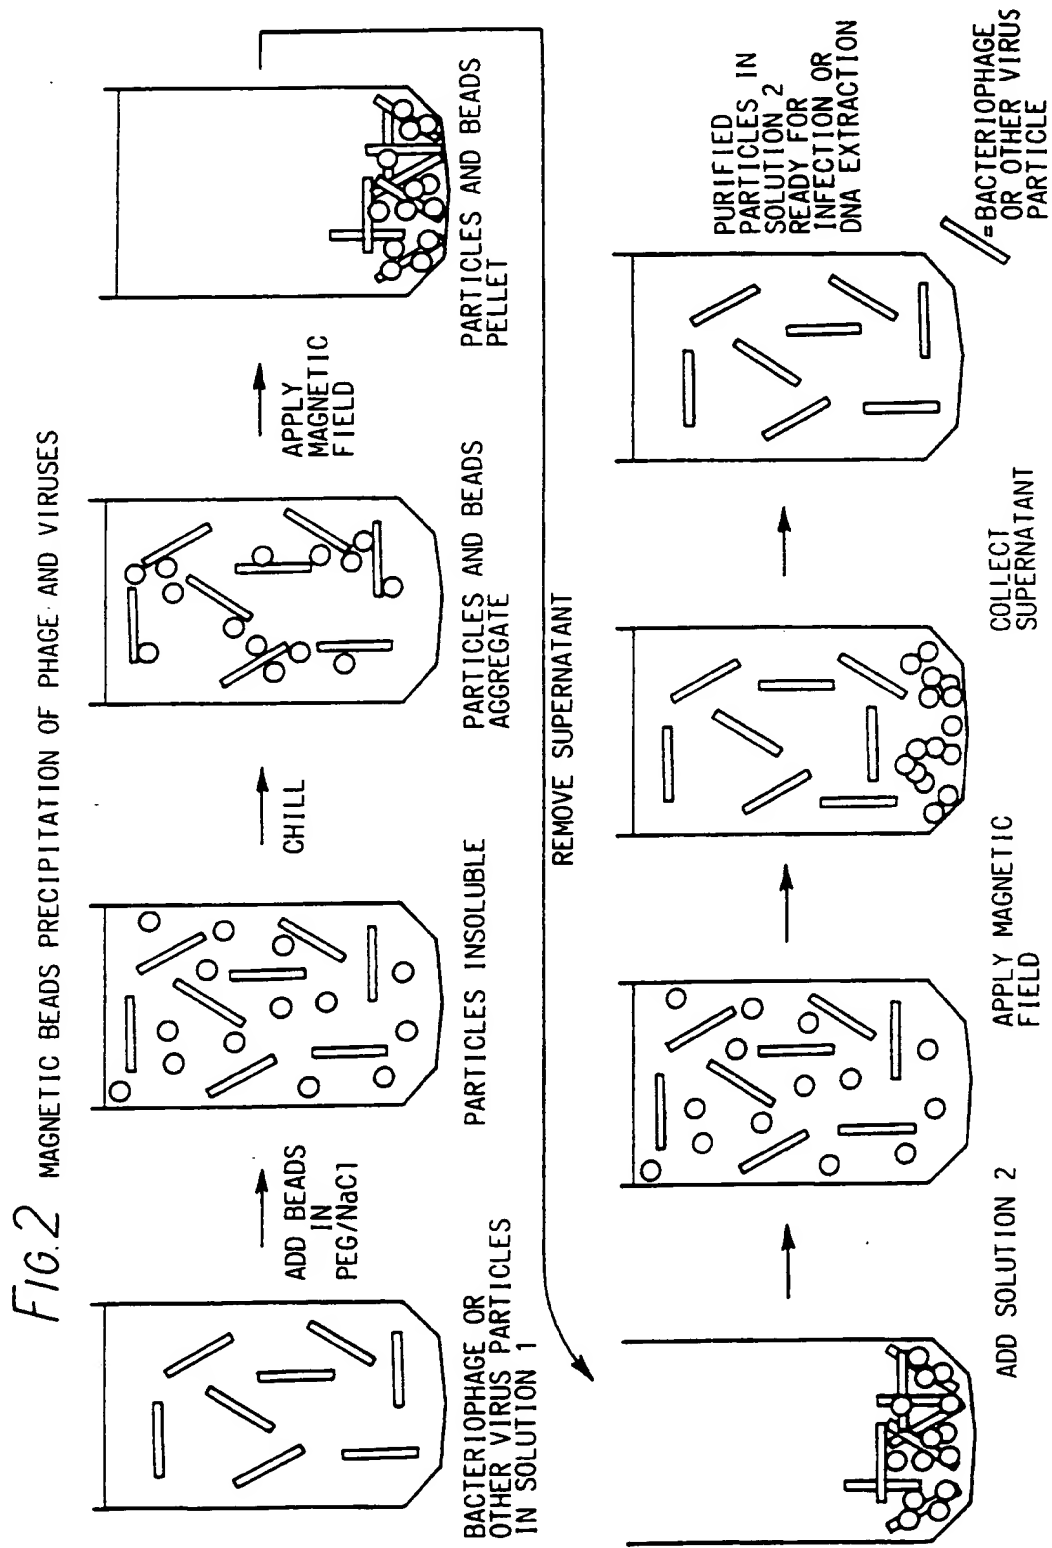 FIG.2 MAGNETIC BEADS PRECIPITATION OF PHAGE AND VIRUSES
BACTERIOPHAGE OR
OTHER VIRUS PARTICLES
IN SOLUTION 1
ADD BEADS
IN
PEG/NaCl
PARTICLES INSOLUBLE
CHILL
PARTICLES AND BEADS
AGGREGATE
APPLY
MAGNETIC
FIELD
PARTICLES AND BEADS
PELLET
REMOVE SUPERNATANT
ADD SOLUTION 2
APPLY MAGNETIC
FIELD
COLLECT
SUPERNATANT
PURIFIED
PARTICLES IN
SOLUTION 2
READY FOR
INFECTION OR
DNA EXTRACTION
=BACTERIOPHAGE
OR OTHER VIRUS
PARTICLE